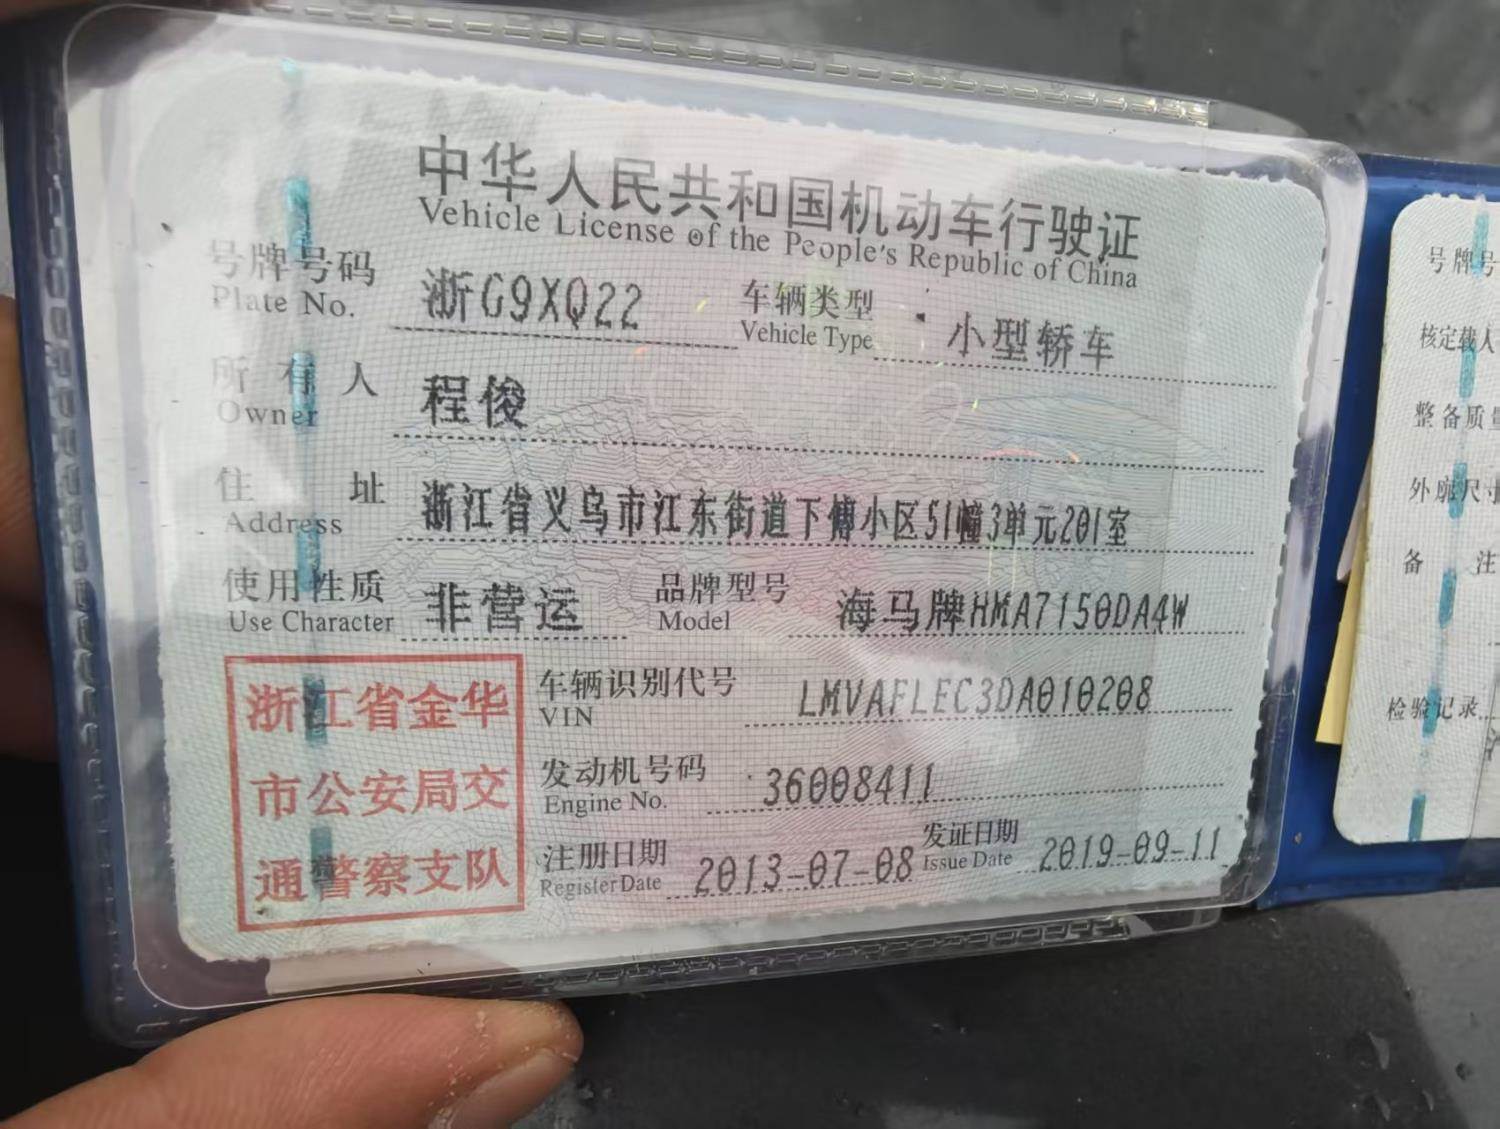 中华人民共和国机动车行驶证
Vehicle License of the People's Republic of China
号牌号码 浙G9XQ22 车辆类型 小型轿车
Plate No. Vehicle Type
所有人 程俊
Owner
住址 浙江省义乌市江东街道下傅小区51幢3单元201室
Address
使用性质 非营运 品牌型号 海马牌HMA7150DA4W
Use Character Model
浙江省金华
市公安局交
通警察支队
车辆识别代号 LMVAFLEC3DA010208
VIN
发动机号码 36008411
Engine No.
注册日期 2013-07-08 发证日期 2019-09-11
Register Date Issue Date
号牌号
核定载人
整备质量
外廓尺寸
备注
检验记录